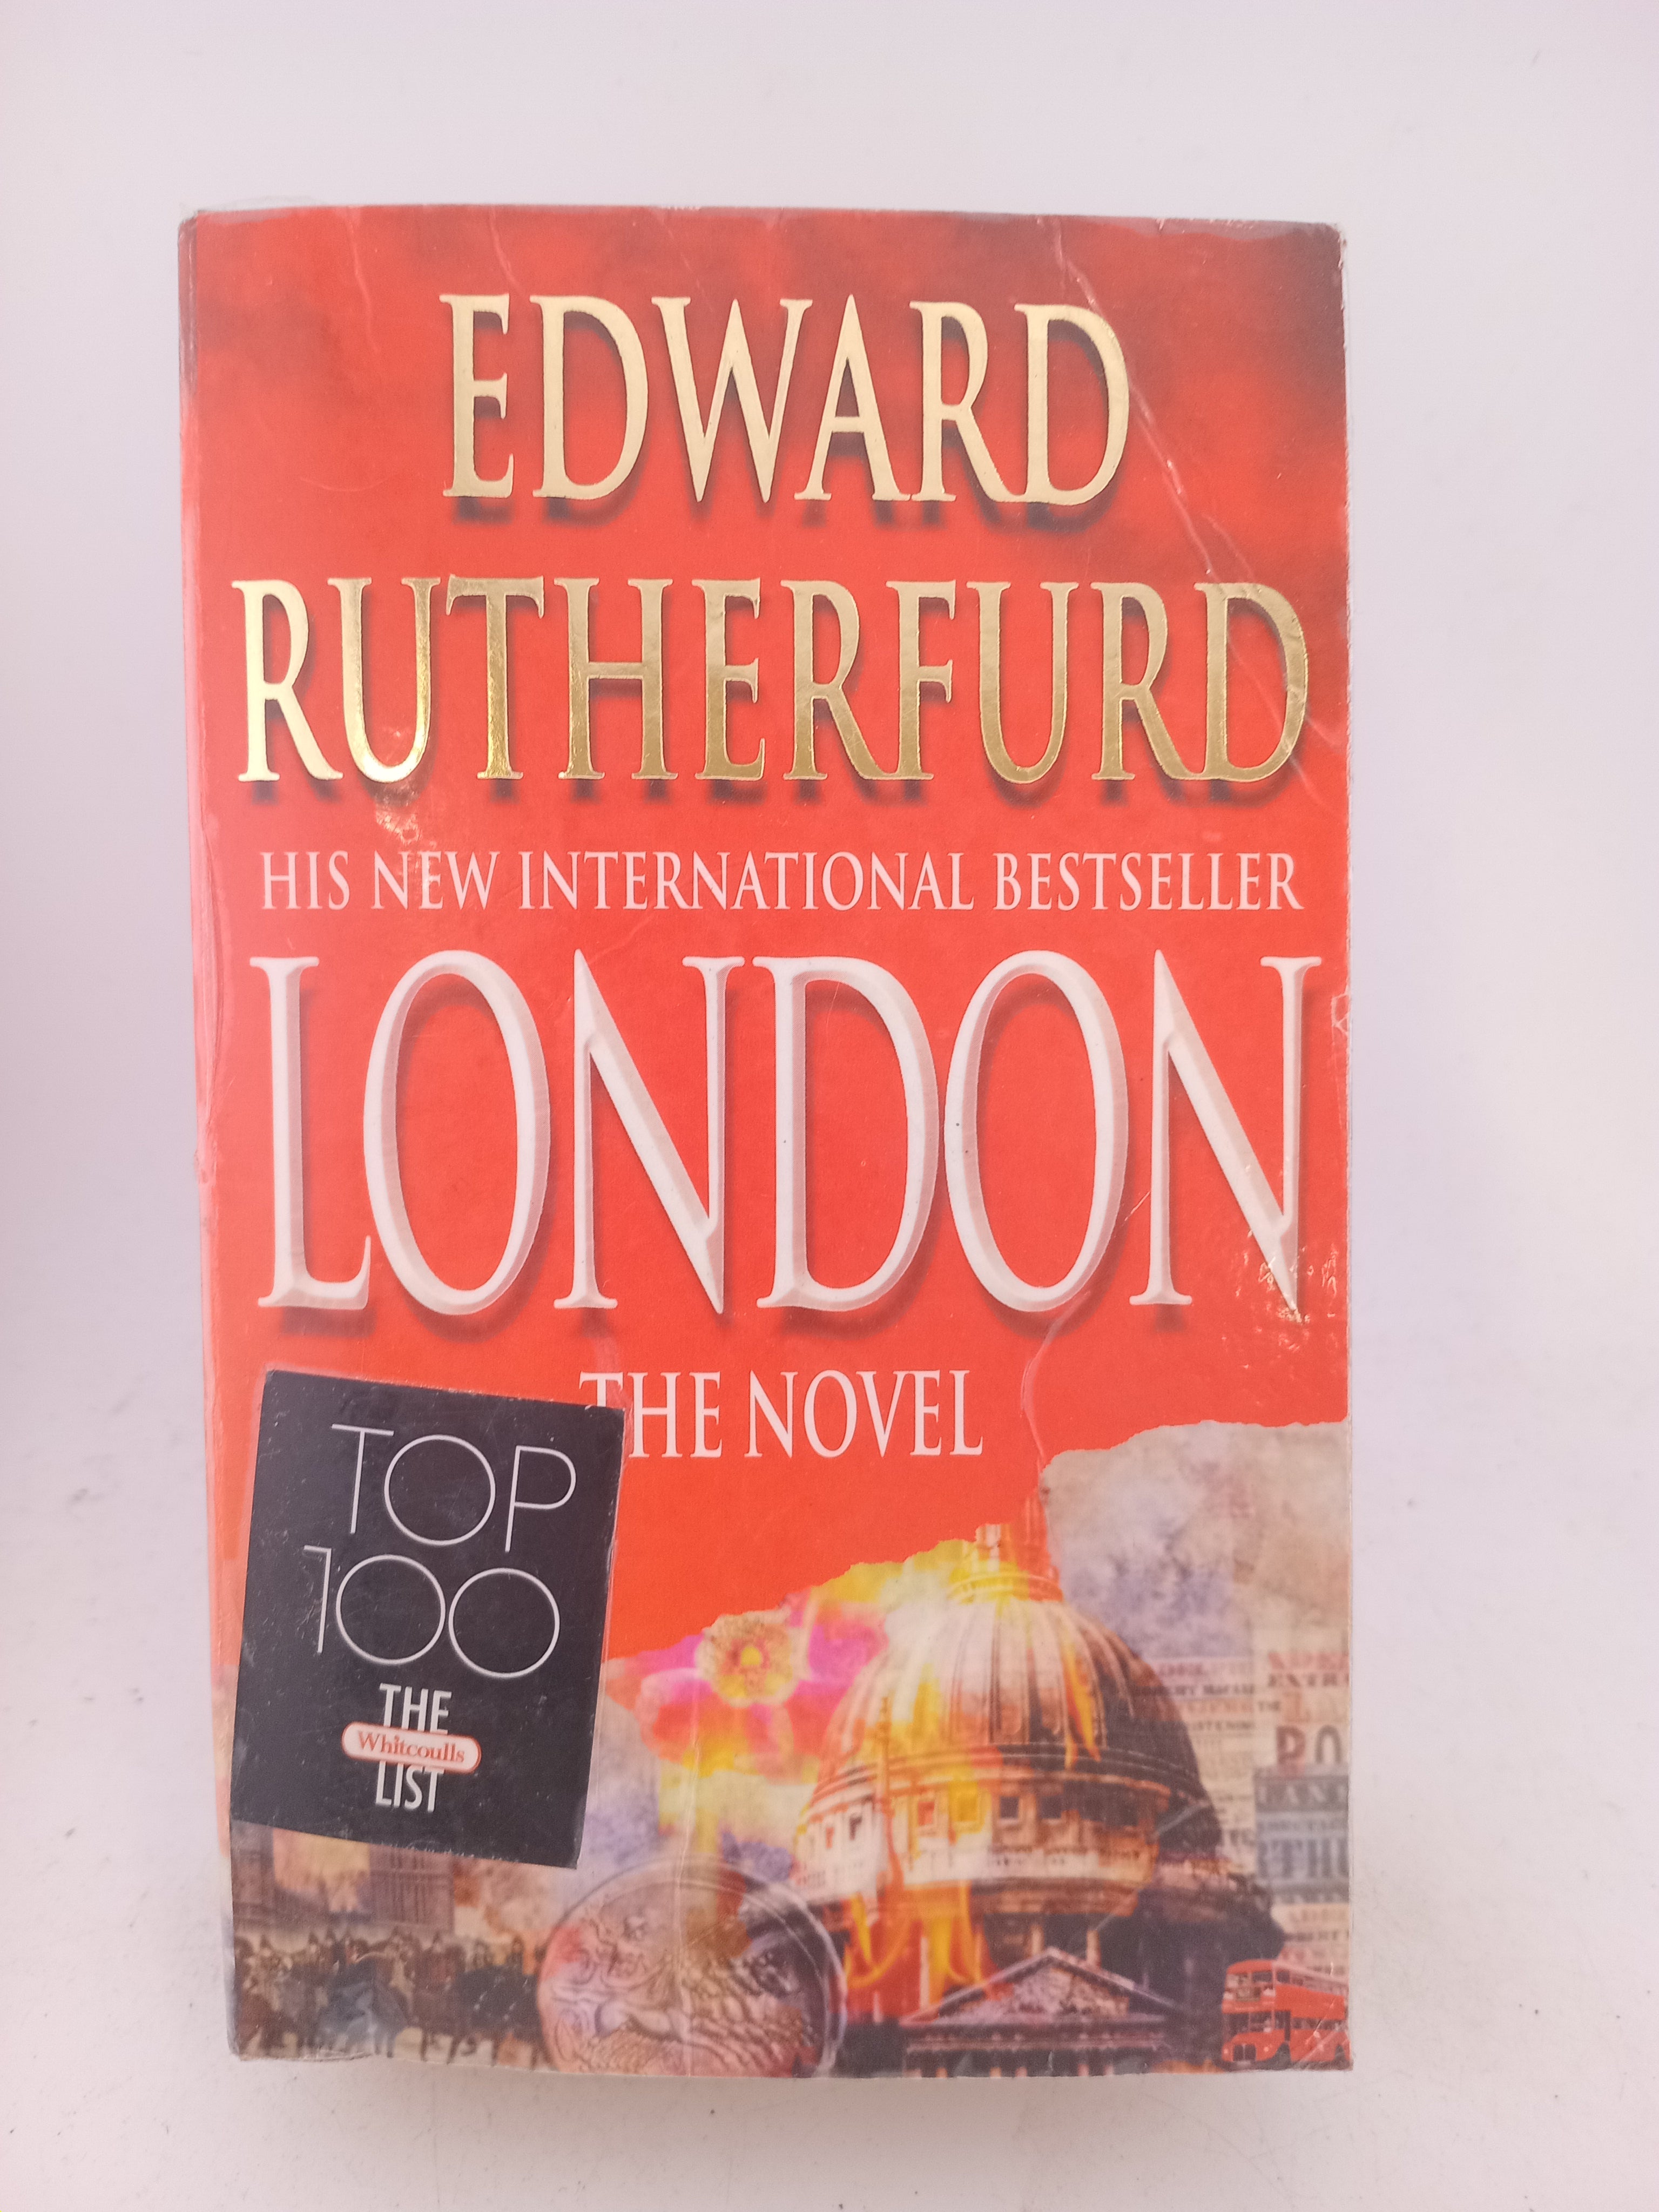 EDWARD
RUTHERFURD
HIS NEW INTERNATIONAL BESTSELLER
LONDON
THE NOVEL
TOP
100
THE
Whitcoulls
LIST